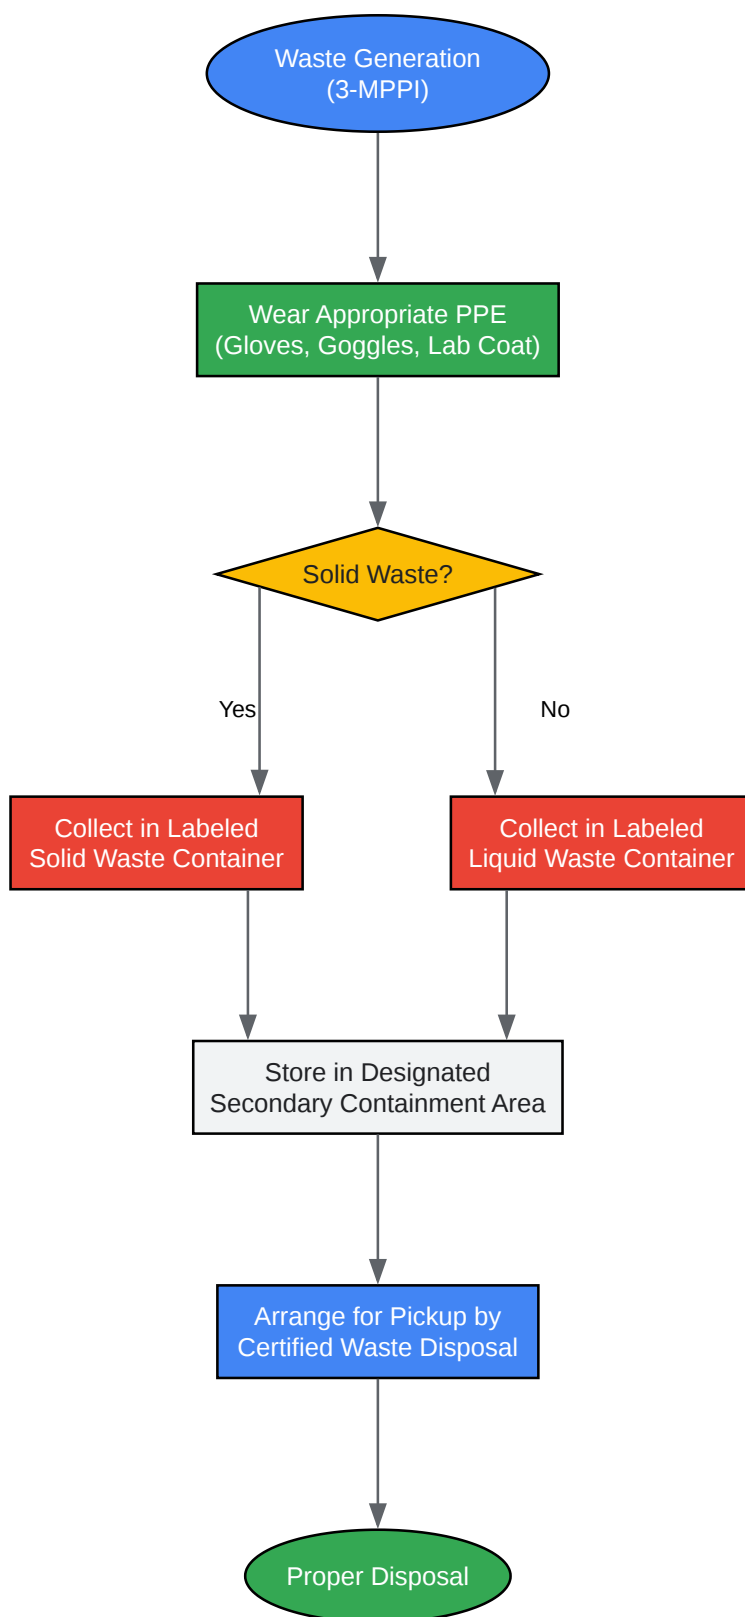 Waste Generation
(3-MPPI)
Wear Appropriate PPE
(Gloves, Goggles, Lab Coat)
Solid Waste?
Yes
No
Collect in Labeled
Solid Waste Container
Collect in Labeled
Liquid Waste Container
Store in Designated
Secondary Containment Area
Arrange for Pickup by
Certified Waste Disposal
Proper Disposal